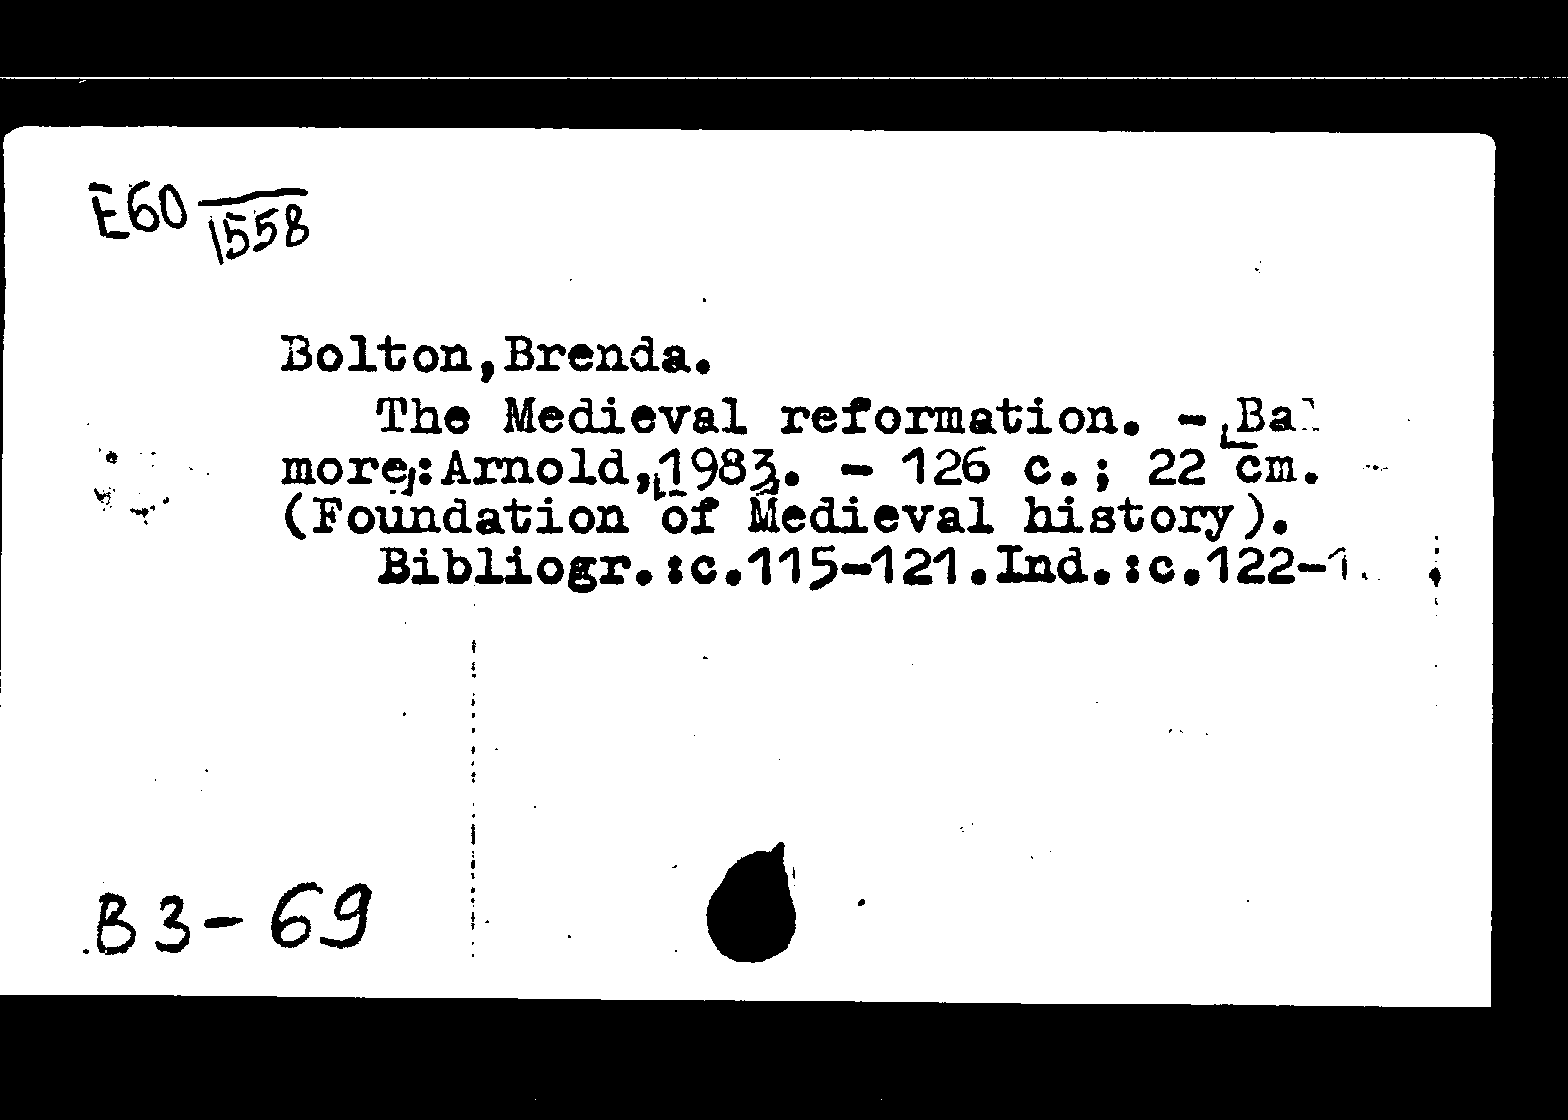 E60 1558
Bolton,Brenda.
The Medieval reformation. -
more:Arnold,1983. - 126 с.; 22 cm.
(Foundation of Medieval history).
Bibliogr.:с.115-121.Ind.:с.122-
B3-69